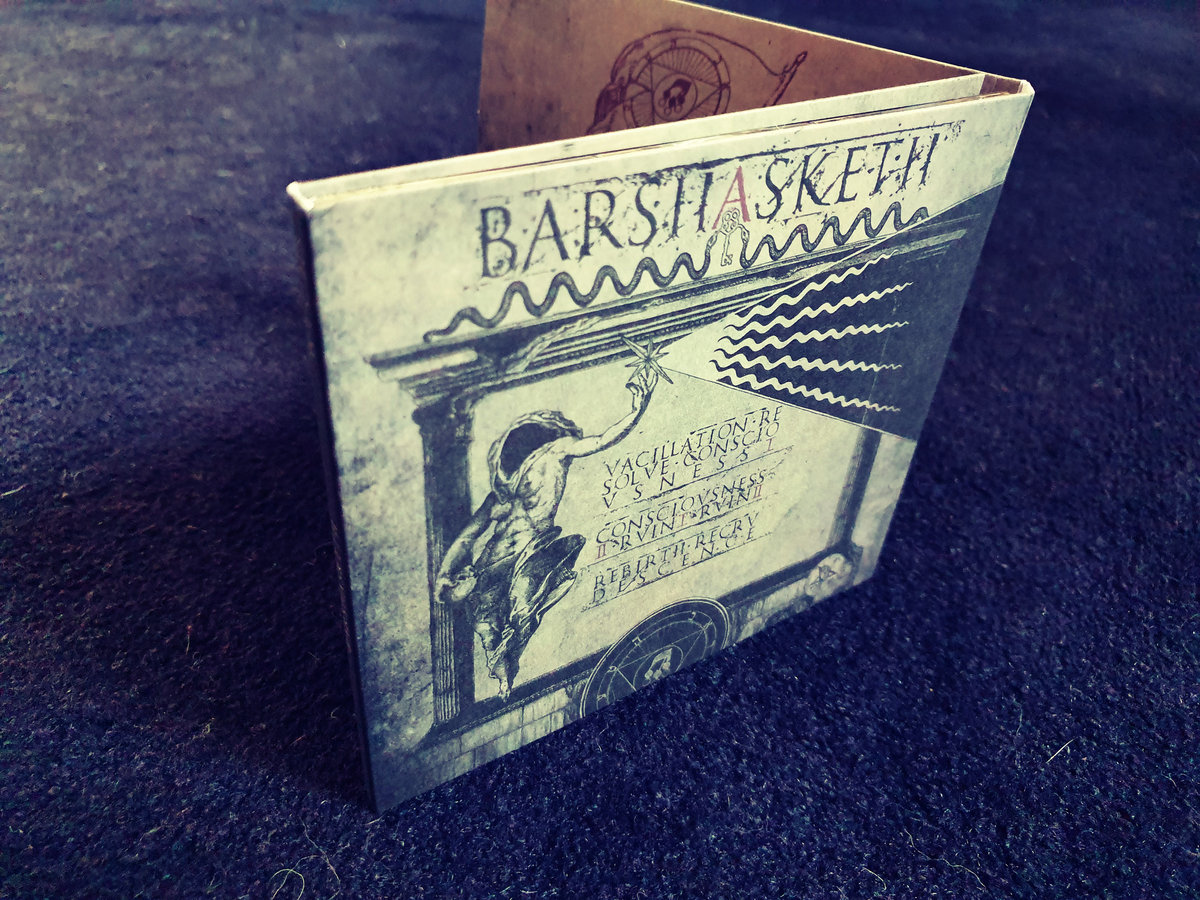 BARSHASKETH
VACILLATION·RE
SOLVE·CONSCIO
VSNESS I
CONSCIOVSNESS
II·RVIN I·RVIN II
REBIRTH·RECRV
DESCENCE